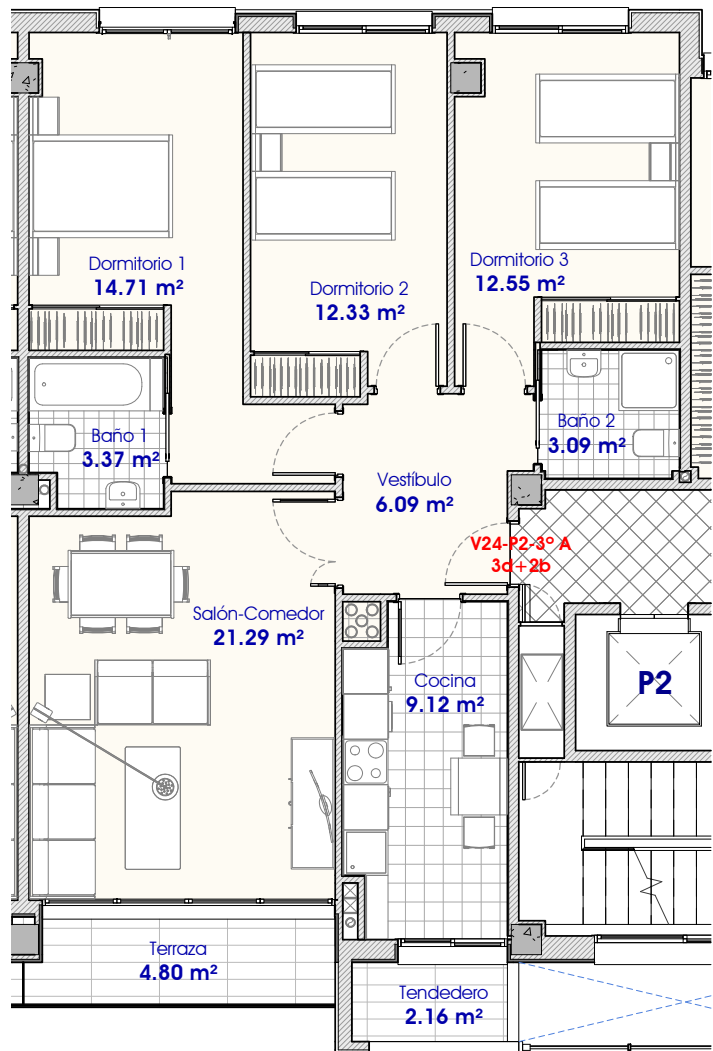 Dormitorio 1
14.71 m²
Dormitorio 2
12.33 m²
Dormitorio 3
12.55 m²
Baño 1
3.37 m²
Baño 2
3.09 m²
Vestíbulo
6.09 m²
V24-P2-3º A
3d+2b
Salón-Comedor
21.29 m²
Cocina
9.12 m²
P2
Terraza
4.80 m²
Tendedero
2.16 m²